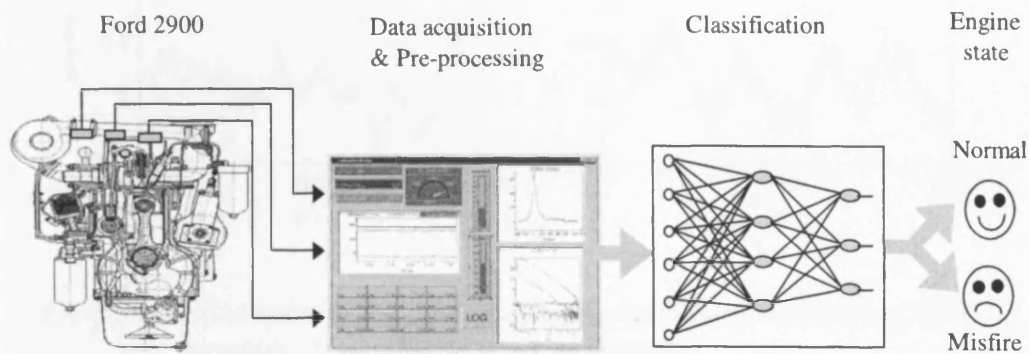 Ford 2900
Data acquisition
& Pre-processing
Classification
Engine
state
Normal
LOG
Misfire